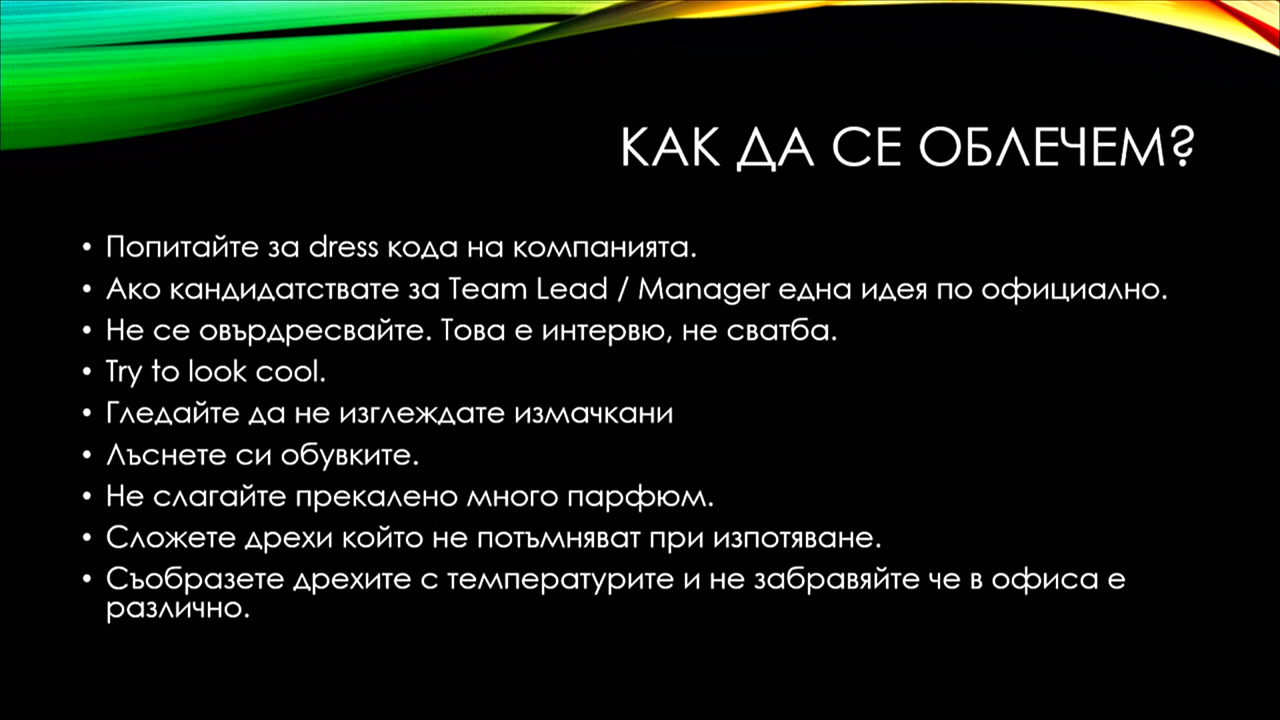 КАК ДА СЕ ОБЛЕЧЕМ?
• Попитайте за dress кода на компанията.
• Ако кандидатствате за Team Lead / Manager една идея по официално.
• Не се овърдресвайте. Това е интервю, не сватба.
• Try to look cool.
• Гледайте да не изглеждате измачкани
• Лъснете си обувките.
• Не слагайте прекалено много парфюм.
• Сложете дрехи който не потъмняват при изпотяване.
• Съобразете дрехите с температурите и не забравяйте че в офиса е
различно.